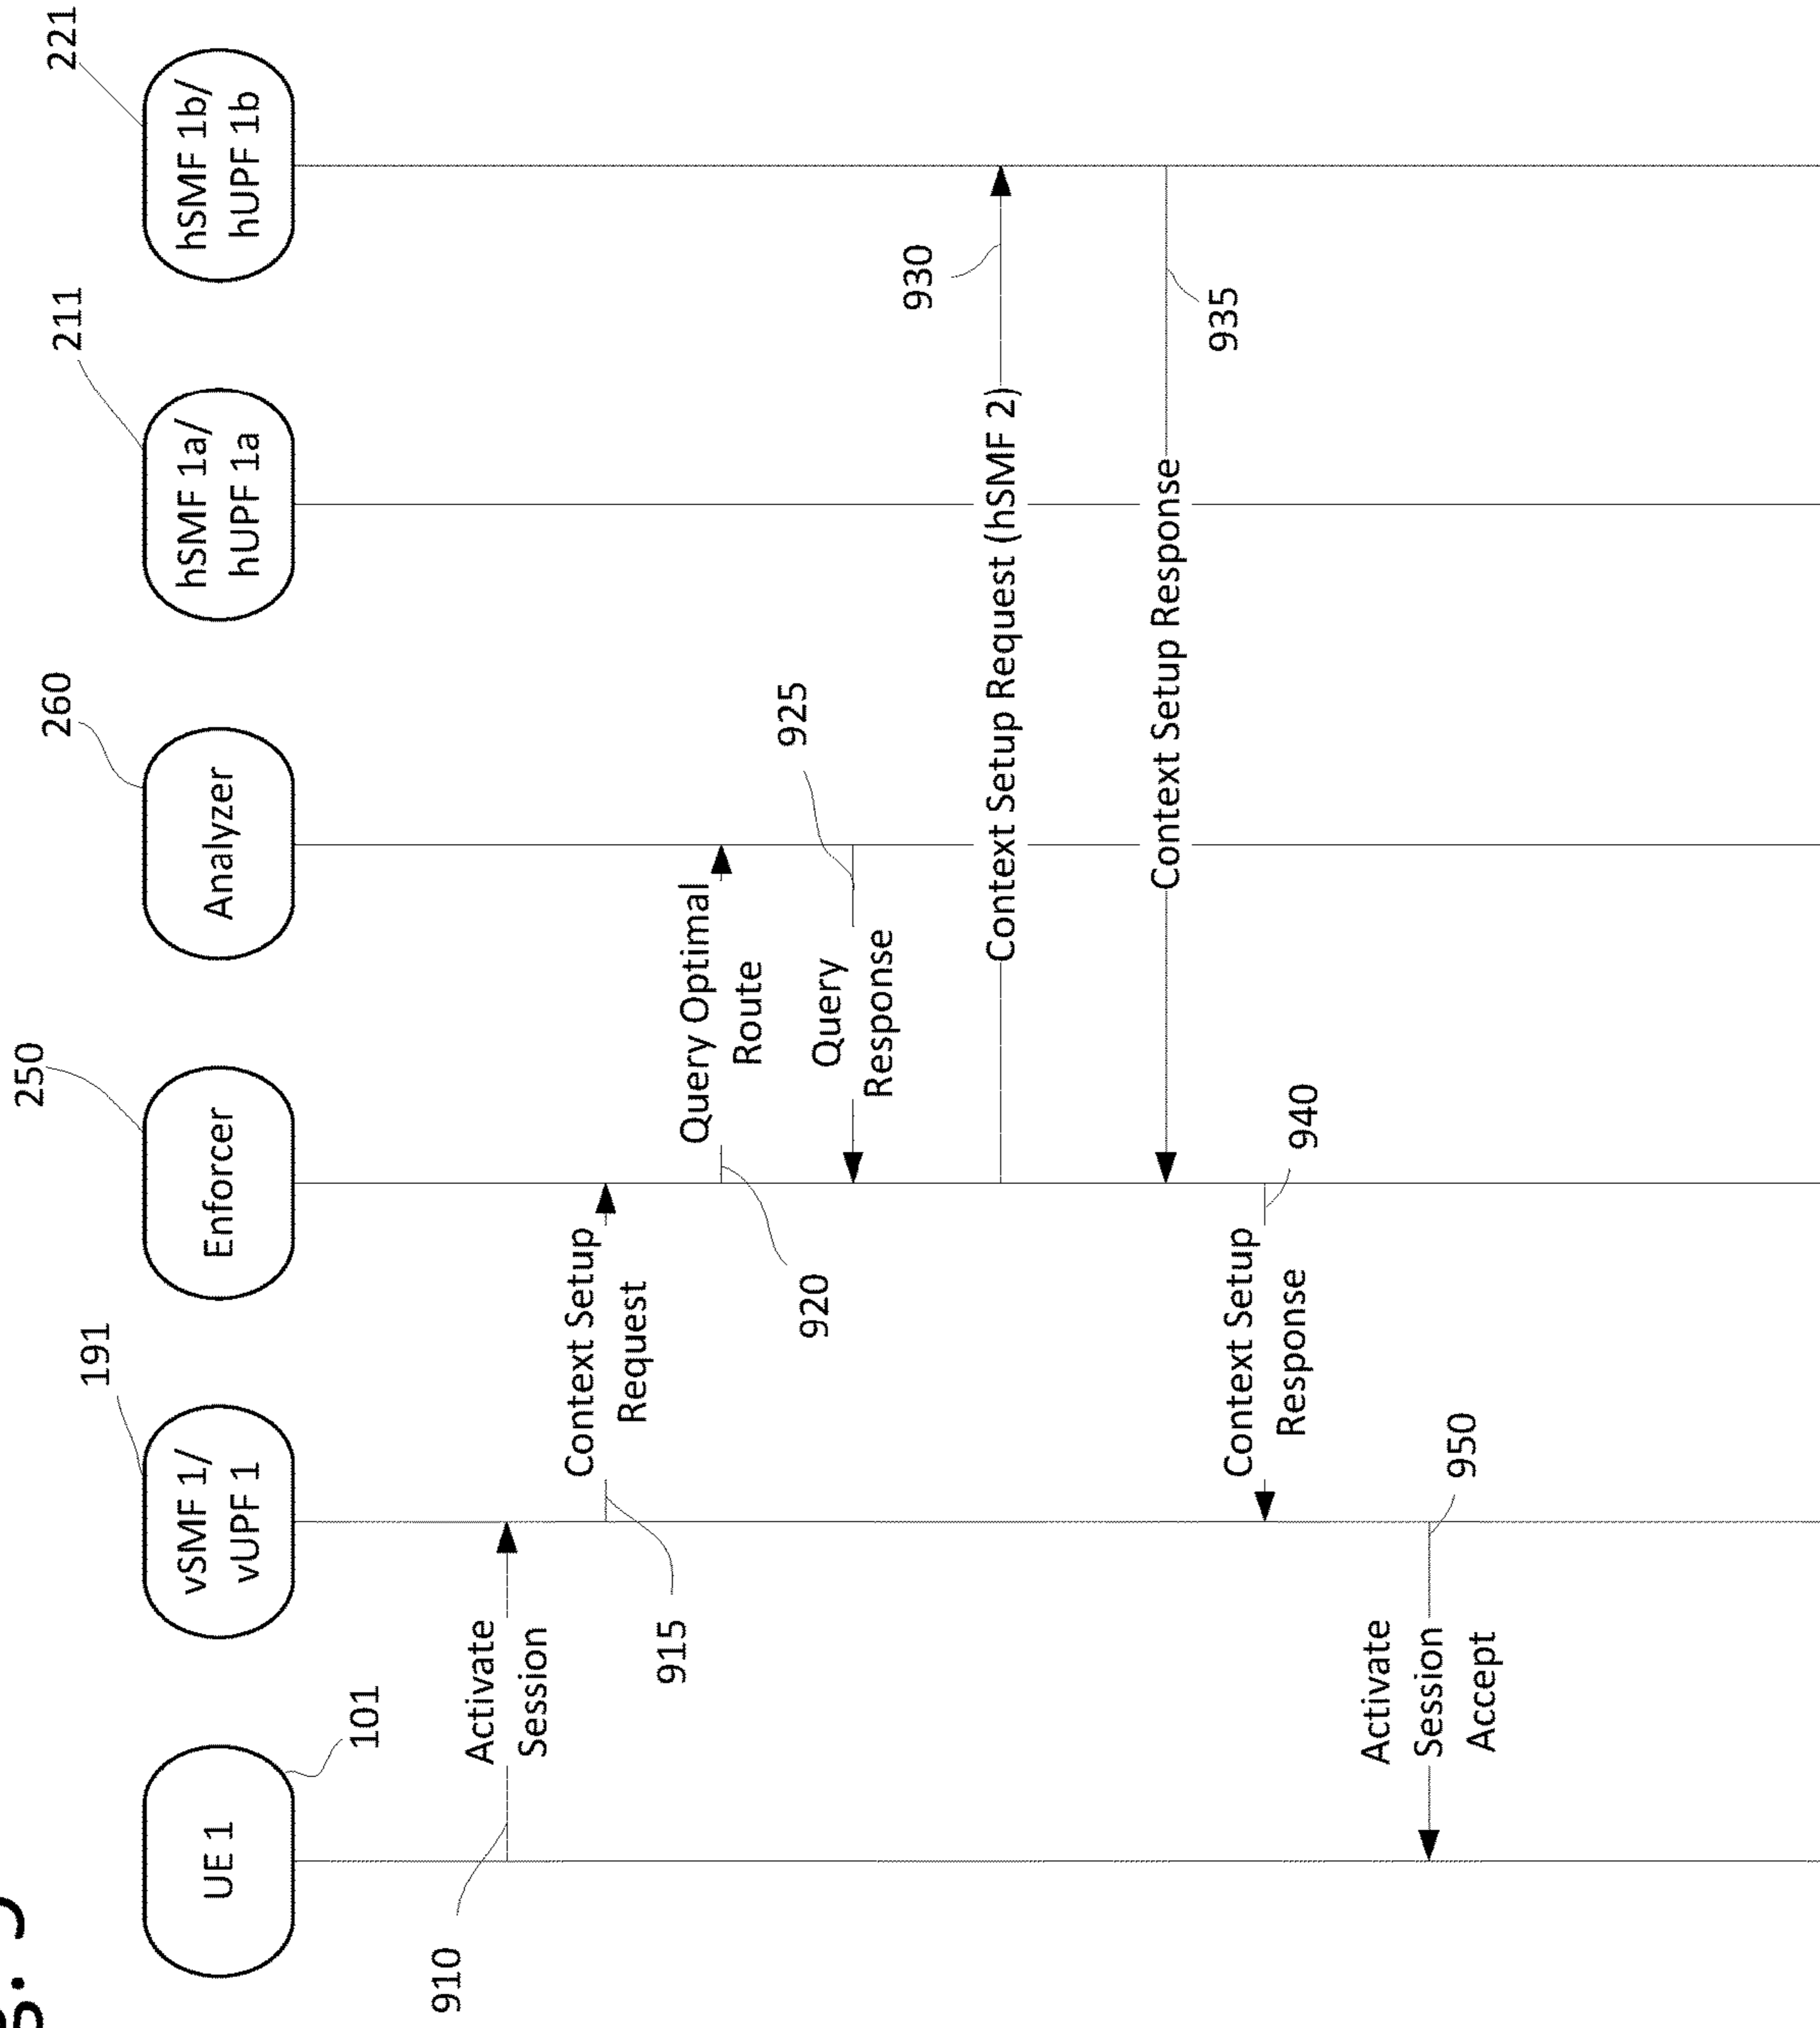 101
191
250
260
211
221
UE 1
vSMF 1/
vUPF 1
Enforcer
Analyzer
hSMF 1a/
hUPF 1a
hSMF 1b/
hUPF 1b
910
Activate
Session
915
Context Setup
Request
920
Query Optimal
Route
925
Query
Response
930
Context Setup Request (hSMF 2)
935
Context Setup Response
940
Context Setup
Response
950
Activate
Session
Accept